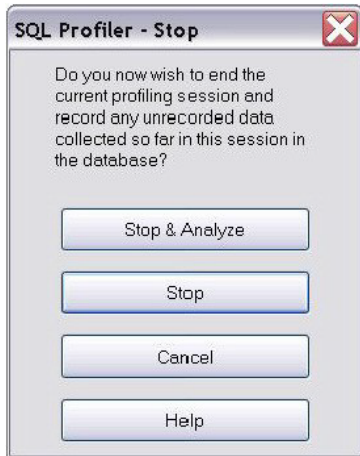 SQL Profiler - Stop
Do you now wish to end the
current profiling session and
record any unrecorded data
collected so far in this session in
the database?
Stop & Analyze
Stop
Cancel
Help